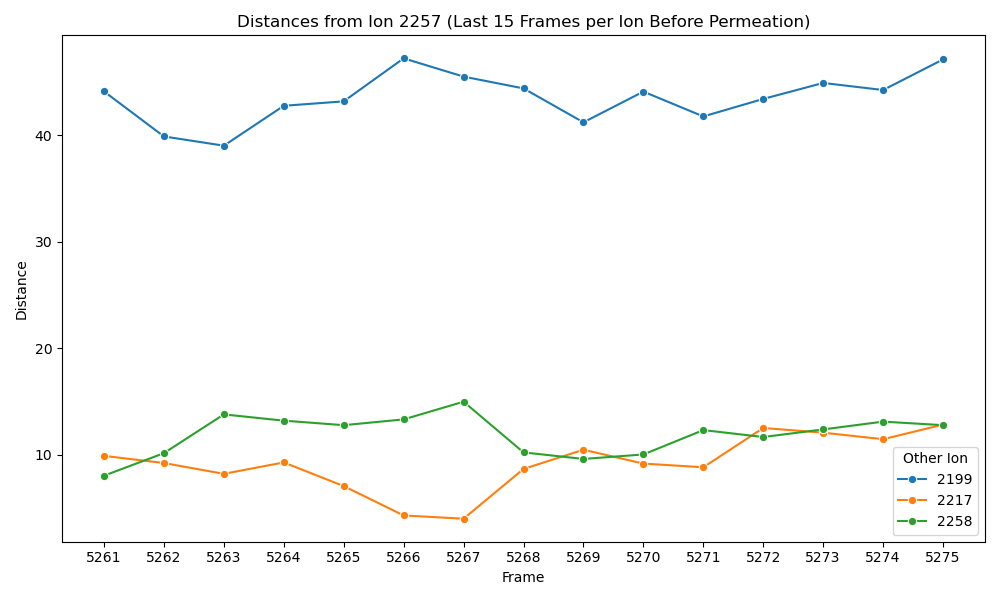 Distances from Ion 2257 (Last 15 Frames per Ion Before Permeation)
Distance
40
30
20
10
5261 5262 5263 5264 5265 5266 5267 5268 5269 5270 5271 5272 5273 5274 5275
Frame
Other Ion
2199
2217
2258